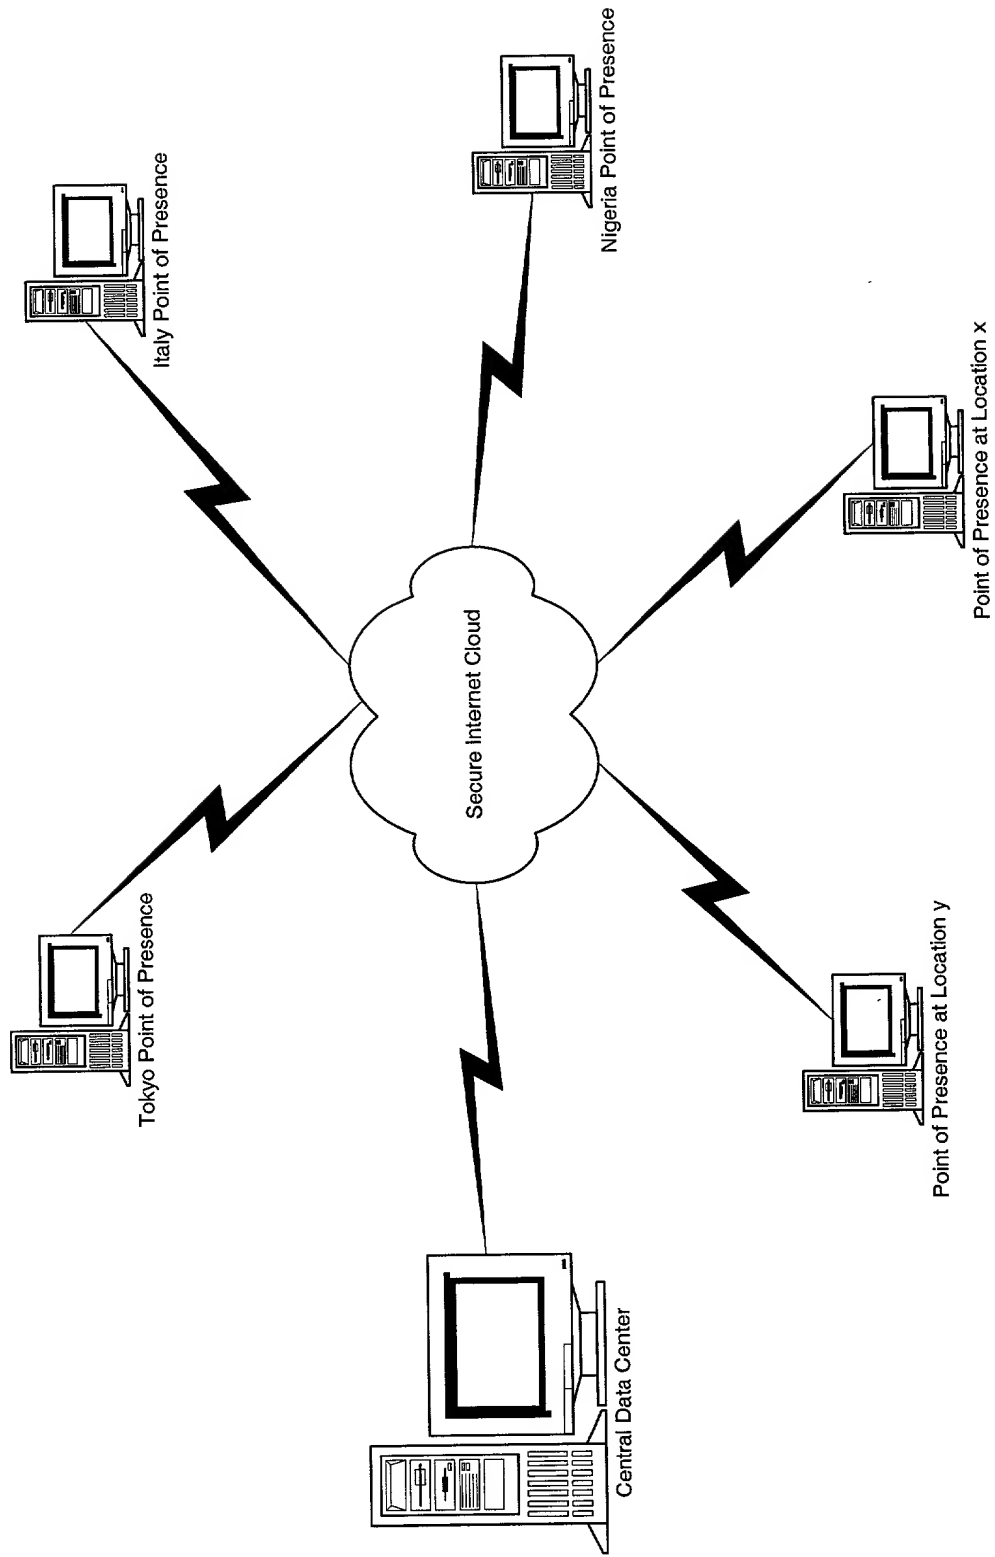 Tokyo Point of Presence
Italy Point of Presence
Central Data Center
Secure Internet Cloud
Nigeria Point of Presence
Point of Presence at Location y
Point of Presence at Location x